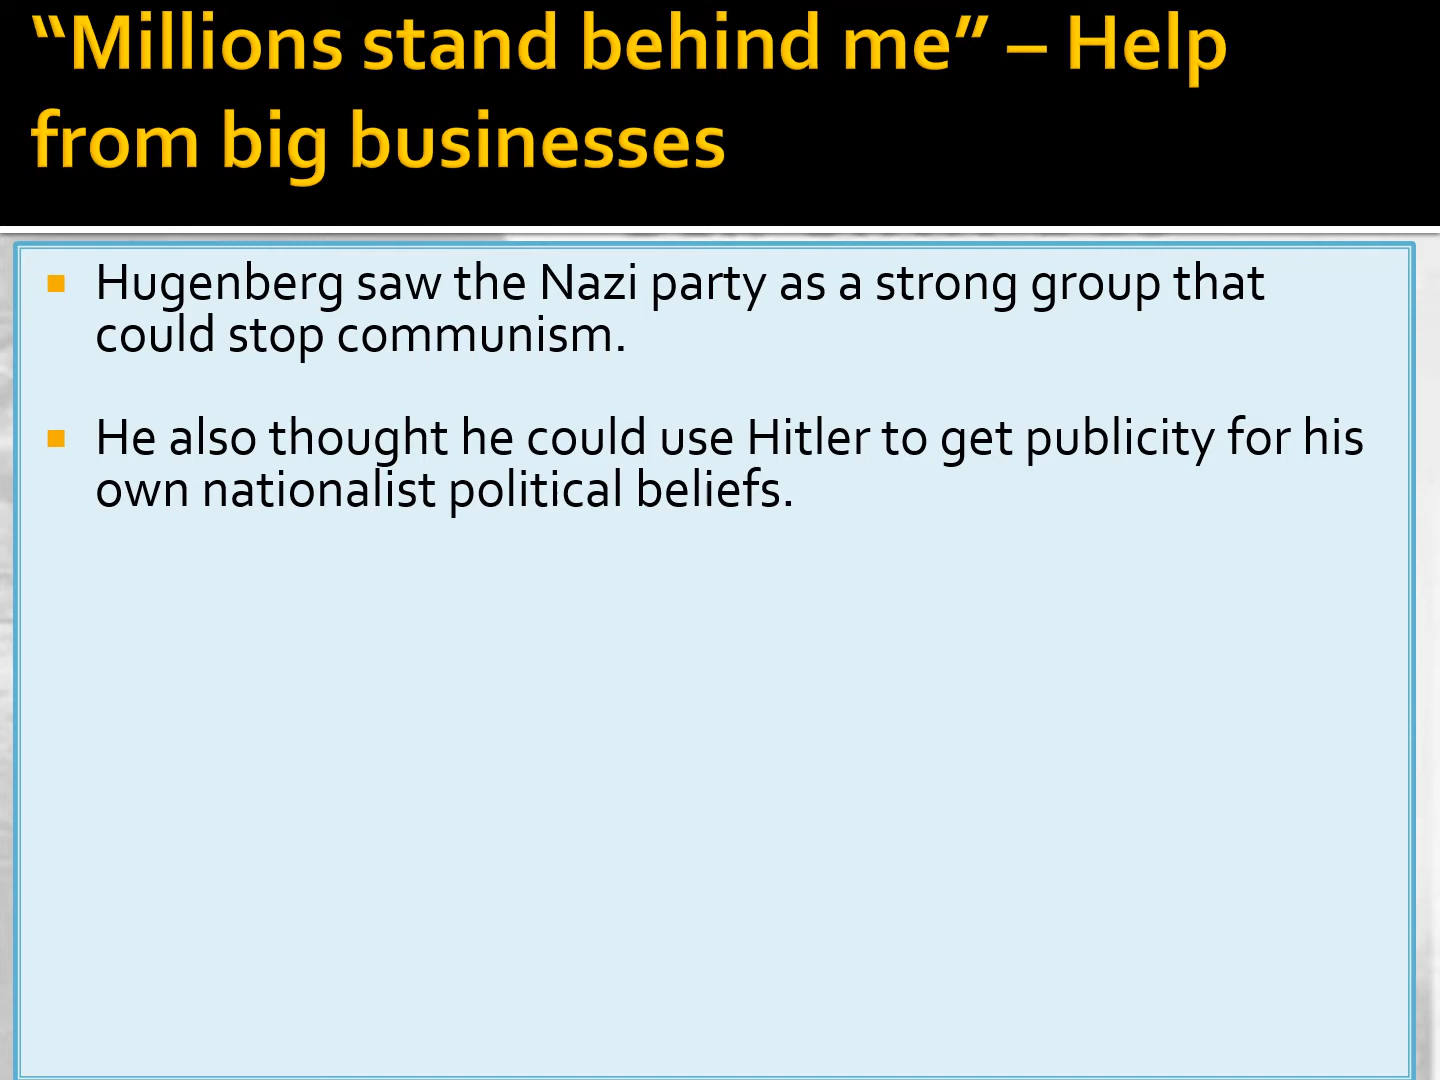 “Millions stand behind me” – Help
from big businesses
▪ Hugenberg saw the Nazi party as a strong group that
could stop communism.
▪ He also thought he could use Hitler to get publicity for his
own nationalist political beliefs.